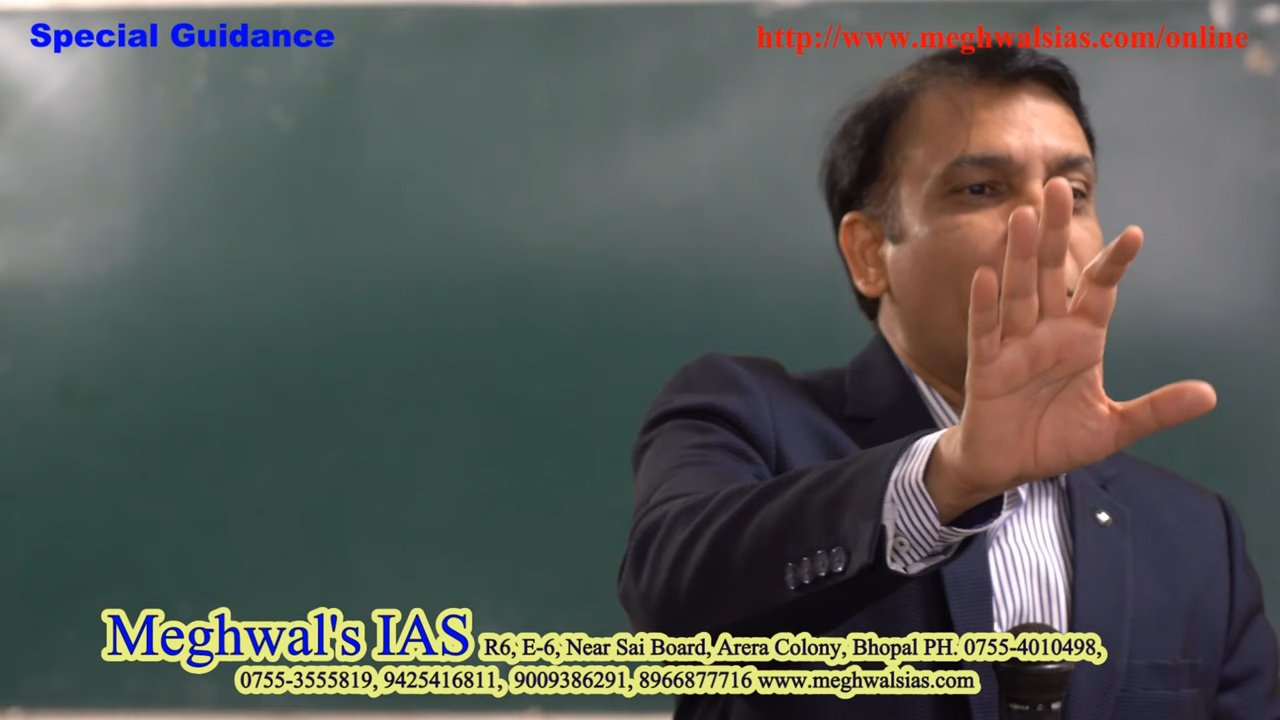 Special Guidance
http://www.meghwalsias.com/online
Meghwal's IAS R6, E-6, Near Sai Board, Arera Colony, Bhopal PH. 0755-4010498,
0755-3555819, 9425416811, 9009386291, 8966877716 www.meghwalsias.com